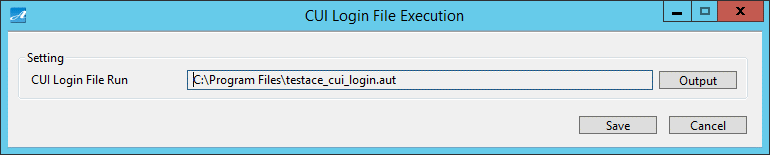 CUI Login File Execution
Setting
CUI Login File Run C:\Program Files\testace_cui_login.aut Output
Save Cancel